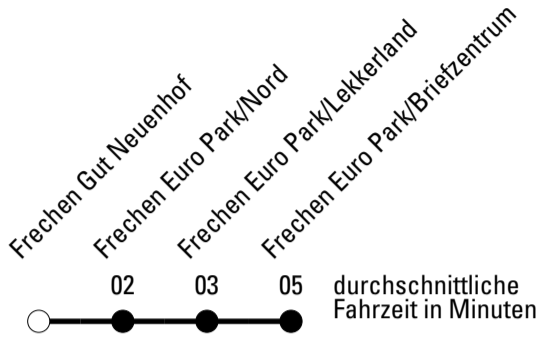 Frechen Gut Neuenhof
Frechen Euro Park/Nord
Frechen Euro Park/Lekkerland
Frechen Euro Park/Briefzentrum
02 03 05
durchschnittliche
Fahrzeit in Minuten